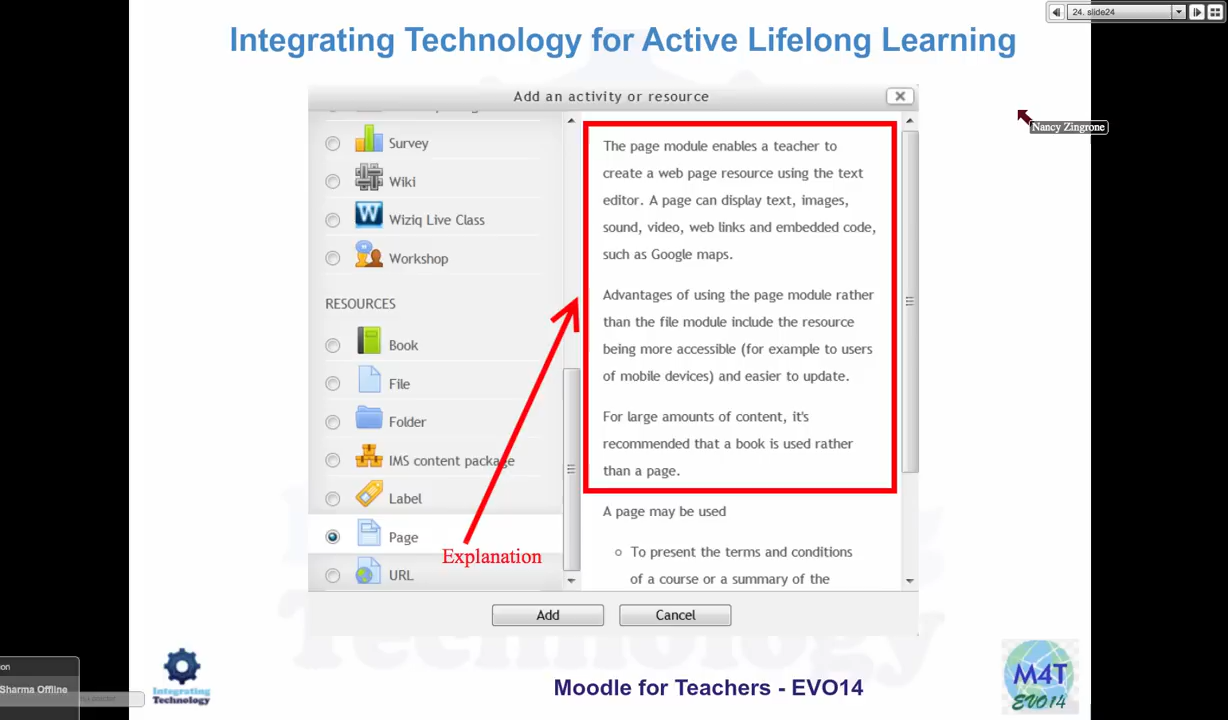 24. slide24
Integrating Technology for Active Lifelong Learning
Add an activity or resource
Nancy Zingrone
Survey
Wiki
Wiziq Live Class
Workshop
RESOURCES
Book
File
Folder
IMS content package
Label
Page
URL
Explanation
The page module enables a teacher to
create a web page resource using the text
editor. A page can display text, images,
sound, video, web links and embedded code,
such as Google maps.
Advantages of using the page module rather
than the file module include the resource
being more accessible (for example to users
of mobile devices) and easier to update.
For large amounts of content, it's
recommended that a book is used rather
than a page.
A page may be used
To present the terms and conditions
of a course or a summary of the
Add
Cancel
on
Sharma Offline
Integrating
Technology
Moodle for Teachers - EVO14
M4T
EVO14